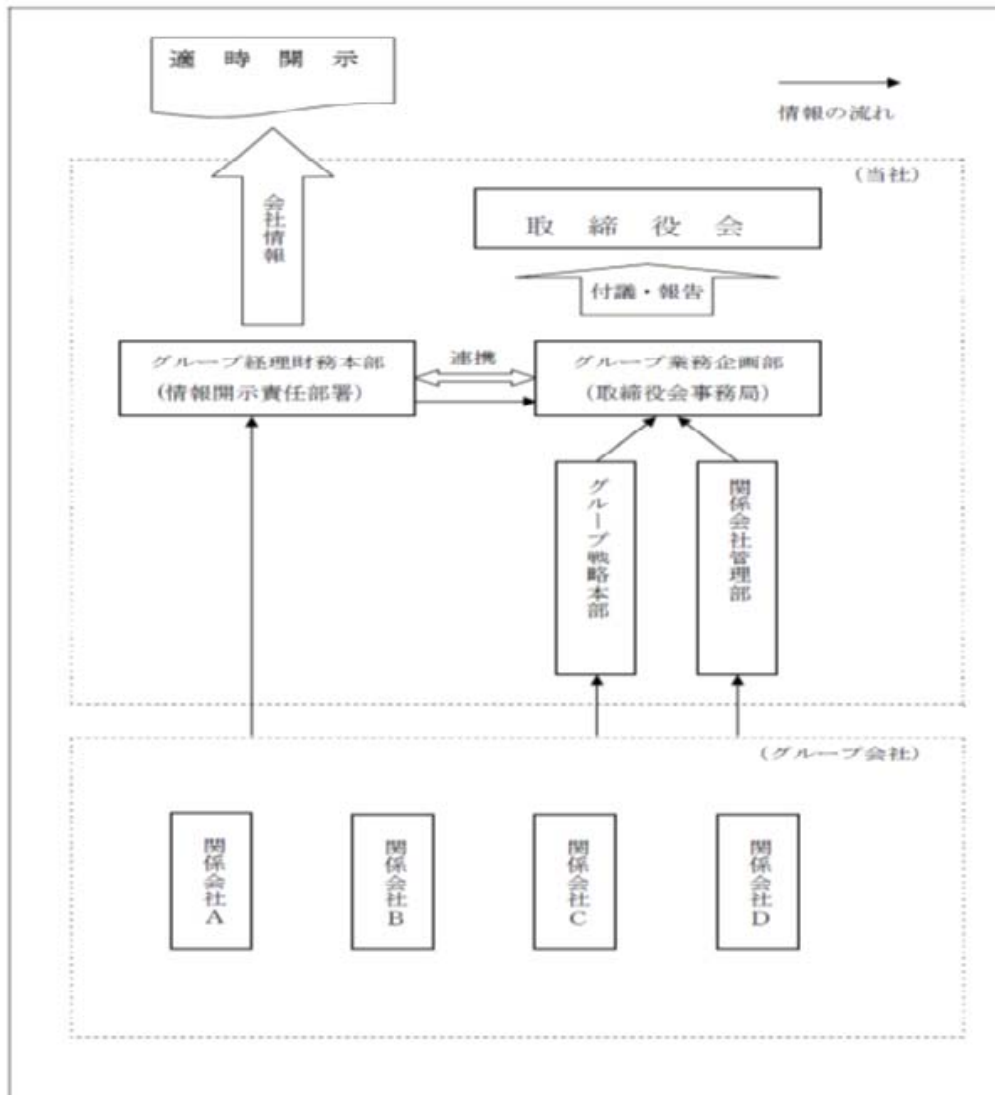 適時開示
情報の流れ
(当社)
会社情報
取締役会
付議・報告
グループ経理財務本部
(情報開示責任部署)
連携
グループ業務企画部
(取締役会事務局)
グループ戦略本部
関係会社管理部
(グループ会社)
関係会社A
関係会社B
関係会社C
関係会社D